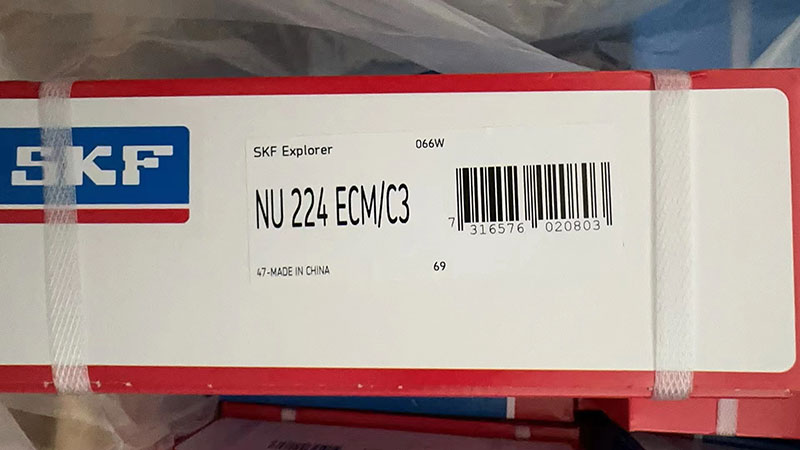 SKF
SKF Explorer 066W
NU 224 ECM/C3
7 316576 020803
47-MADE IN CHINA 69